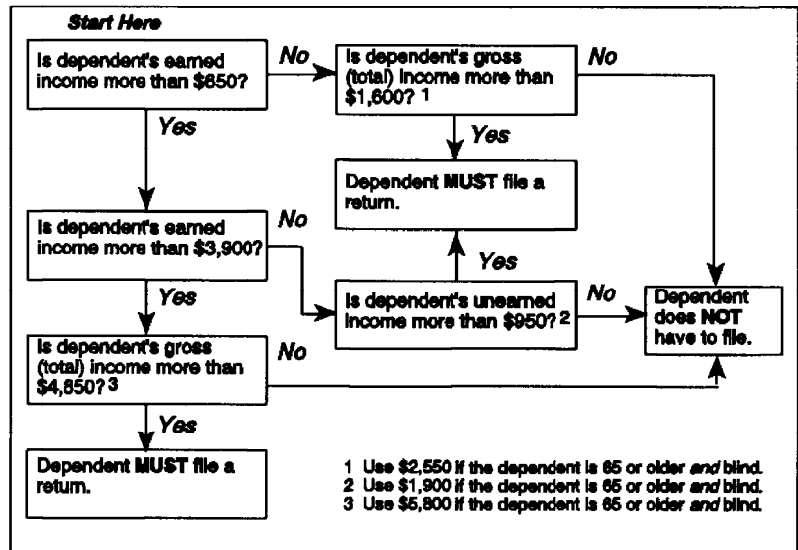 Start Here
Is dependent's earned
income more than $650?
No
Is dependent's gross
(total) income more than
$1,600? 1
No
Yes
Yes
Dependent MUST file a
return.
Is dependent's earned
income more than $3,900?
No
Yes
Yes
Is dependent's unearned
income more than $950? 2
No
Dependent
does NOT
have to file.
Is dependent's gross
(total) income more than
$4,850? 3
No
Yes
Dependent MUST file a
return.
1 Use $2,550 if the dependent is 65 or older and blind.
2 Use $1,900 if the dependent is 65 or older and blind.
3 Use $5,800 if the dependent is 65 or older and blind.